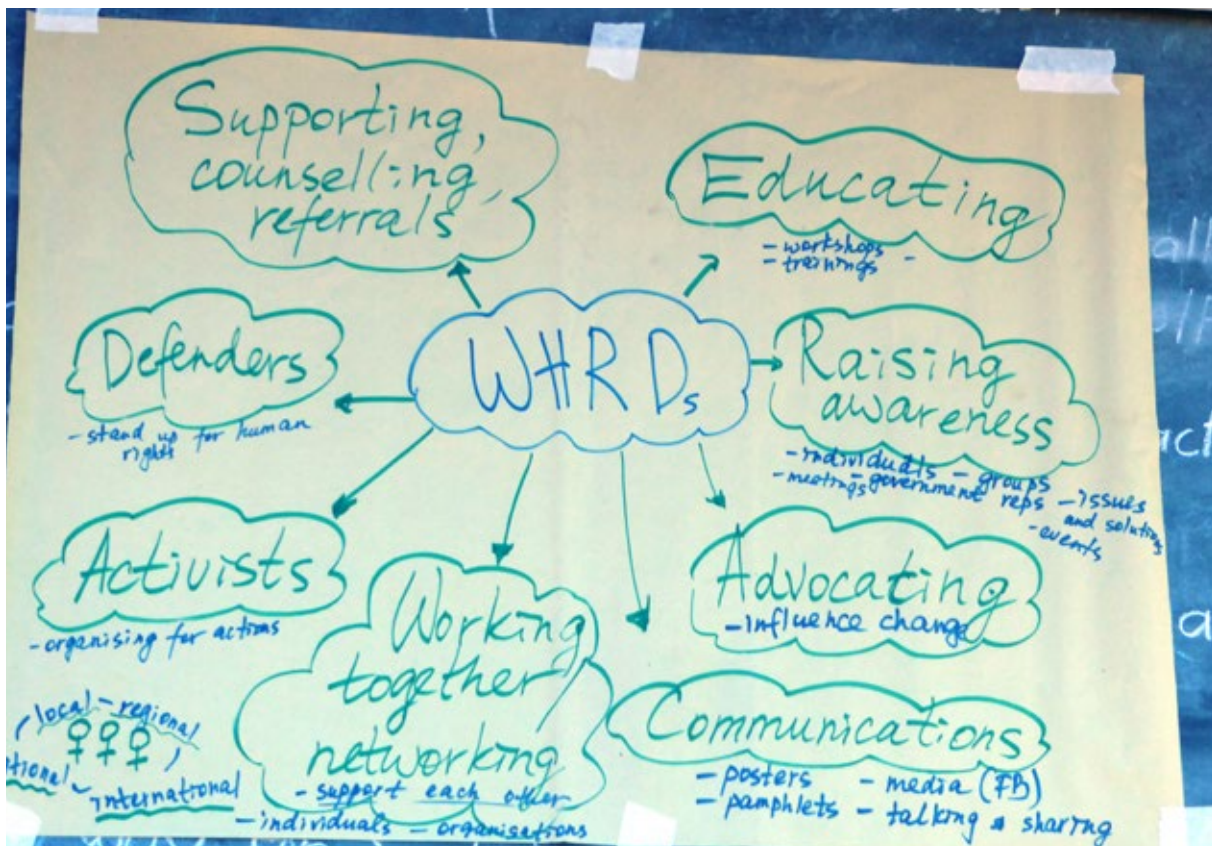 Supporting,
counselling,
referrals
Educating
- workshops
- trainings -
WHRDs
Defenders
- stand up for human
rights
Raising
awareness
- individuals - groups
- meetings - government reps - issues
and solutions
- events
Activists
- organising for actions
Working
together,
networking
- support each other
- individuals - organisations
Advocating
- influence change
Communications
- posters - media (FB)
- pamphlets - talking & sharing
local - regional
international